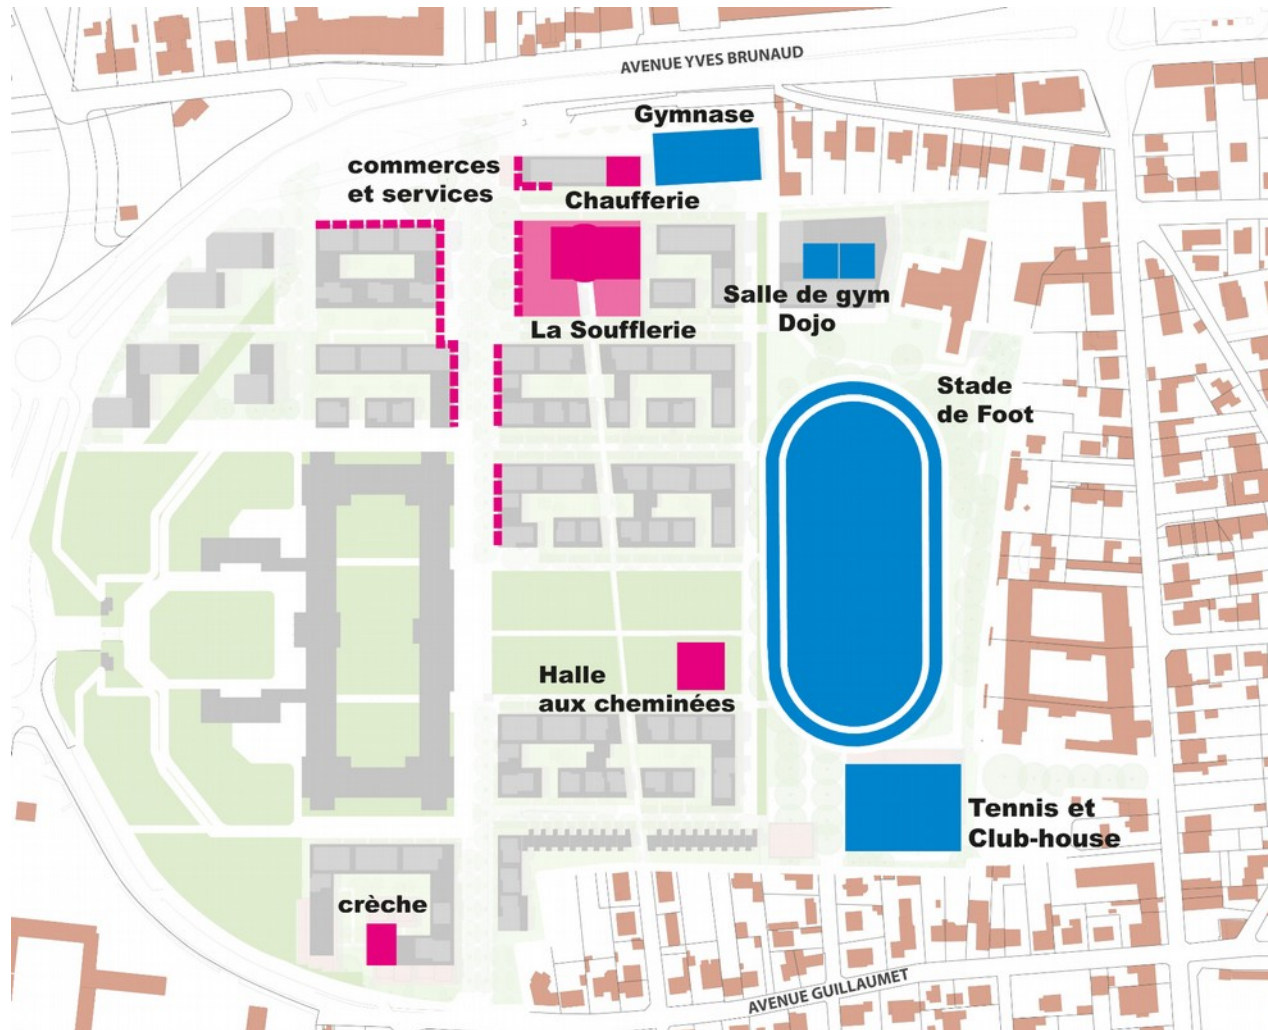 AVENUE YVES BRUNAUD
Gymnase
commerces
et services
Chaufferie
La Soufflerie
Salle de gym
Dojo
Stade
de Foot
Halle
aux cheminées
Tennis et
Club-house
crèche
AVENUE GUILLAUMET